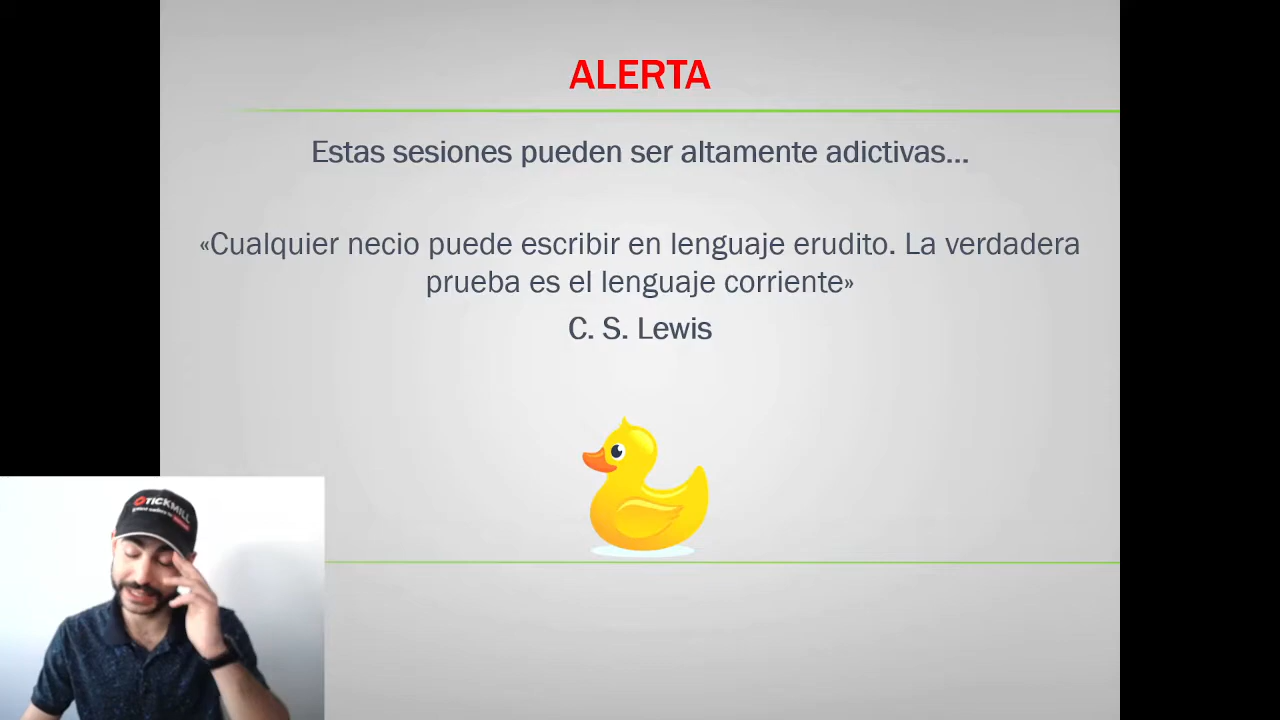 ALERTA
Estas sesiones pueden ser altamente adictivas...
«Cualquier necio puede escribir en lenguaje erudito. La verdadera
prueba es el lenguaje corriente»
C. S. Lewis
TICKMILL